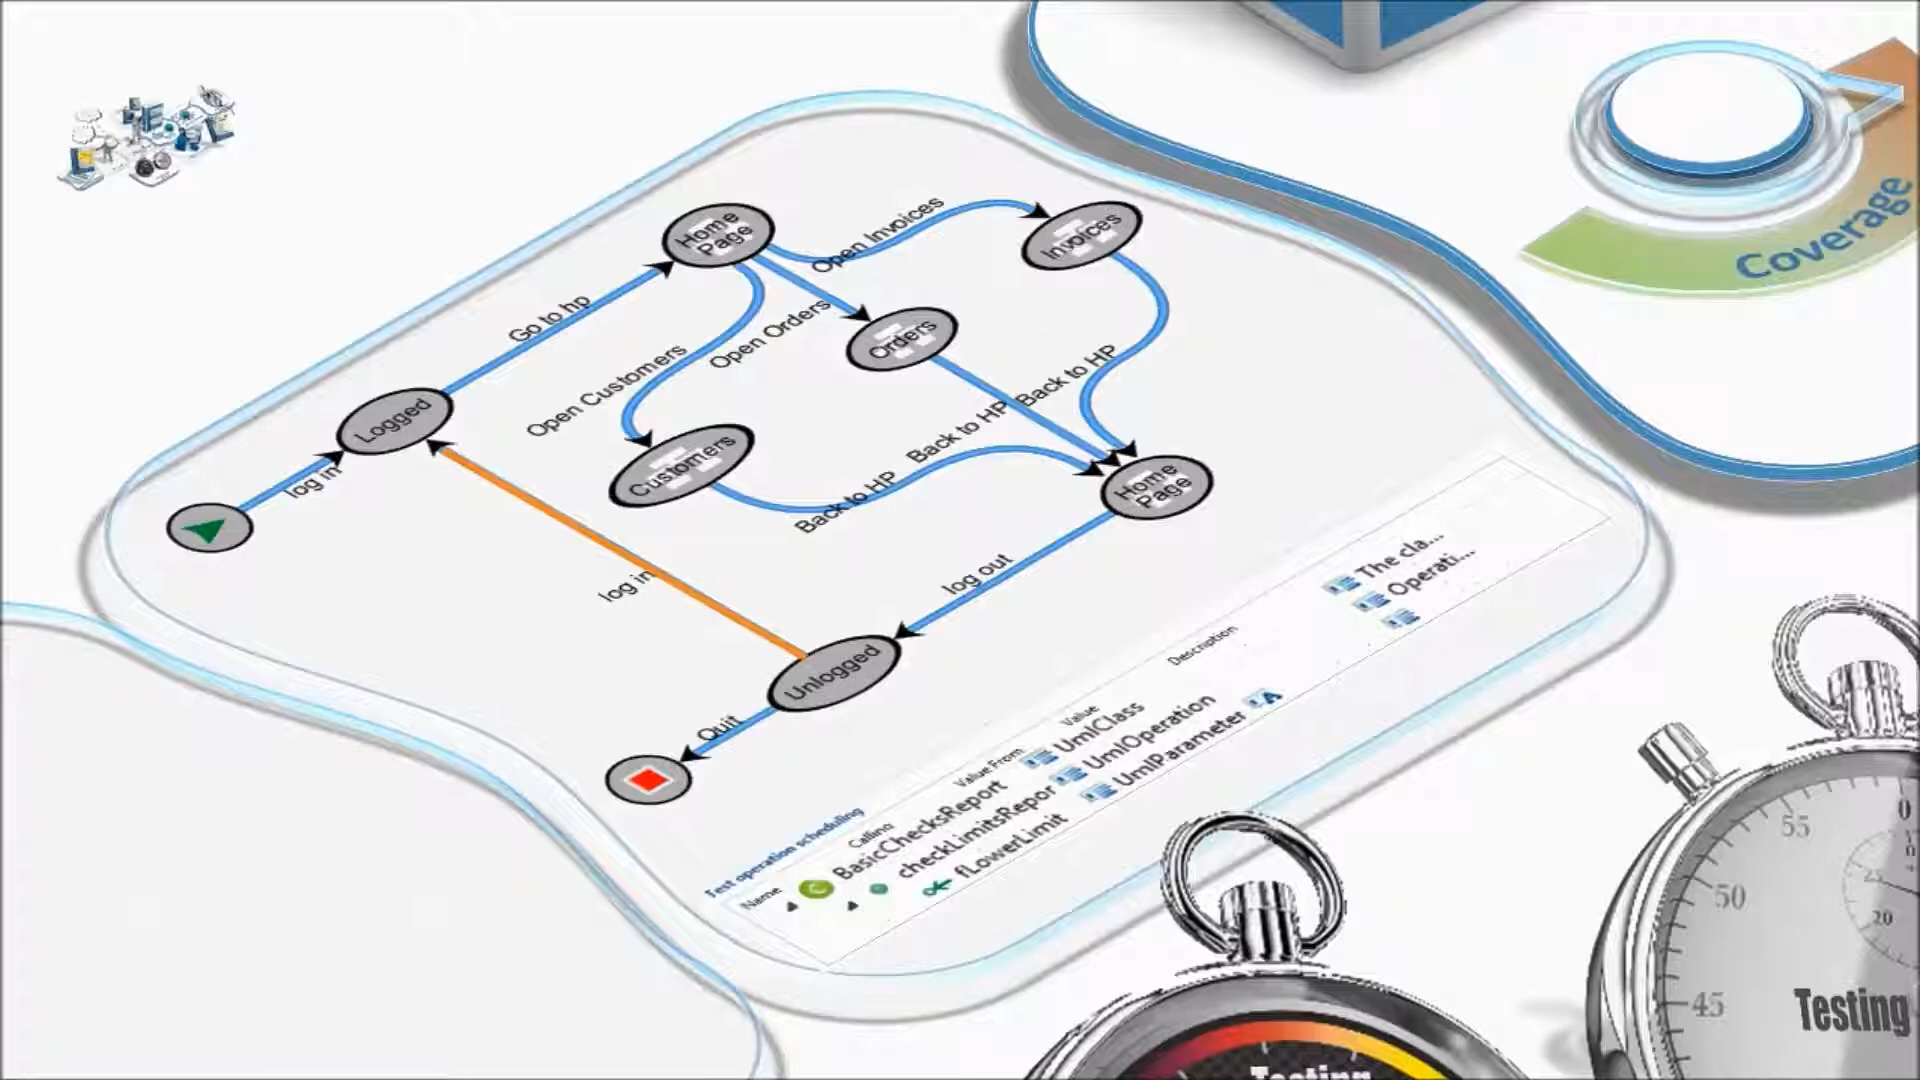 Coverage
Home
Page
Open Invoices
Invoices
Go to hp
Open Orders
Orders
Open Customers
Back to HP
Logged
Back to HP
Customers
log in
Back to HP
Home
Page
log in
log out
Unlogged
Quit
The cla...
Operati...
Test operation scheduling
Name
Calling
Value From
Value
Description
BasicChecksReport
UmlClass
checkLimitsRepor
UmlOperation
fLowerLimit
UmlParameter
0
55
50
45
25
20
Testing
Testing